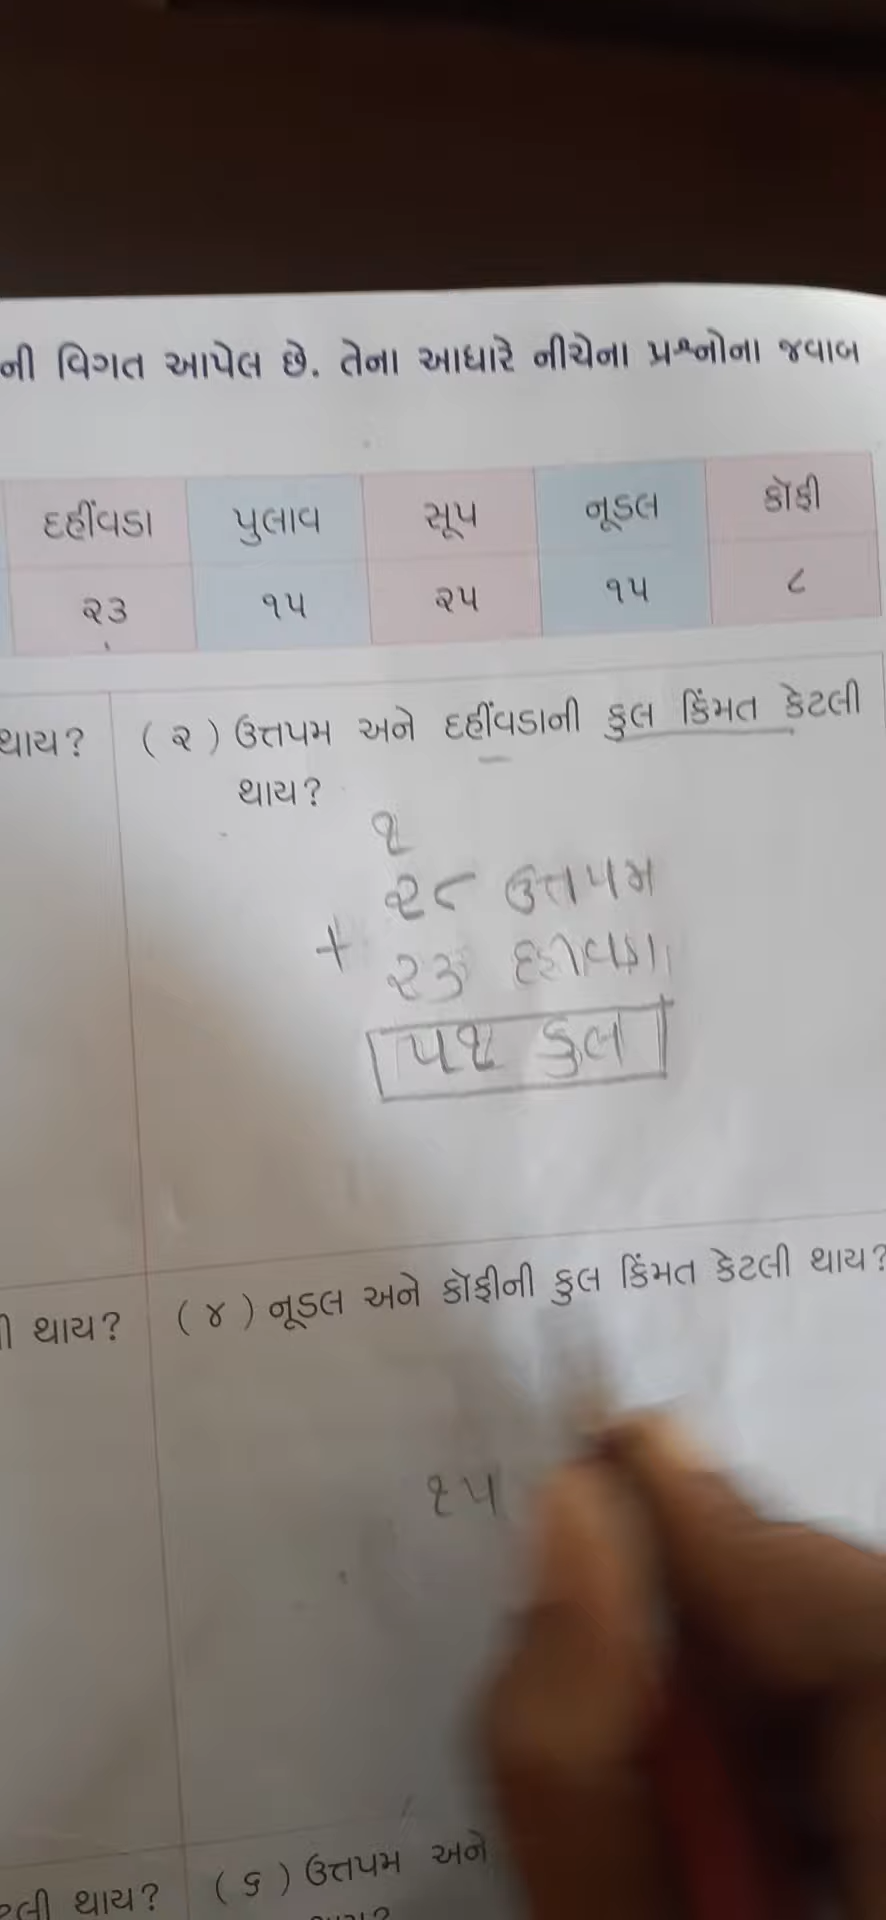 ની વિગત આપેલ છે. તેના આધારે નીચેના પ્રશ્નોના જવાબ
દહીંવડા પુલાવ સૂપ નૂડલ કૉફી
૨૩ ૧૫ ૨૫ ૧૫ ૮
થાય? (૨) ઉત્તપમ અને દહીંવડાની કુલ કિંમત કેટલી
થાય?
૧
૨૮ ઉત્તપમ
+ ૨૩ દહીંવડા
૫૧ કુલ
ી થાય? (૪) નૂડલ અને કૉફીની કુલ કિંમત કેટલી થાય?
૧૫
ટલી થાય? (૬) ઉત્તપમ અને